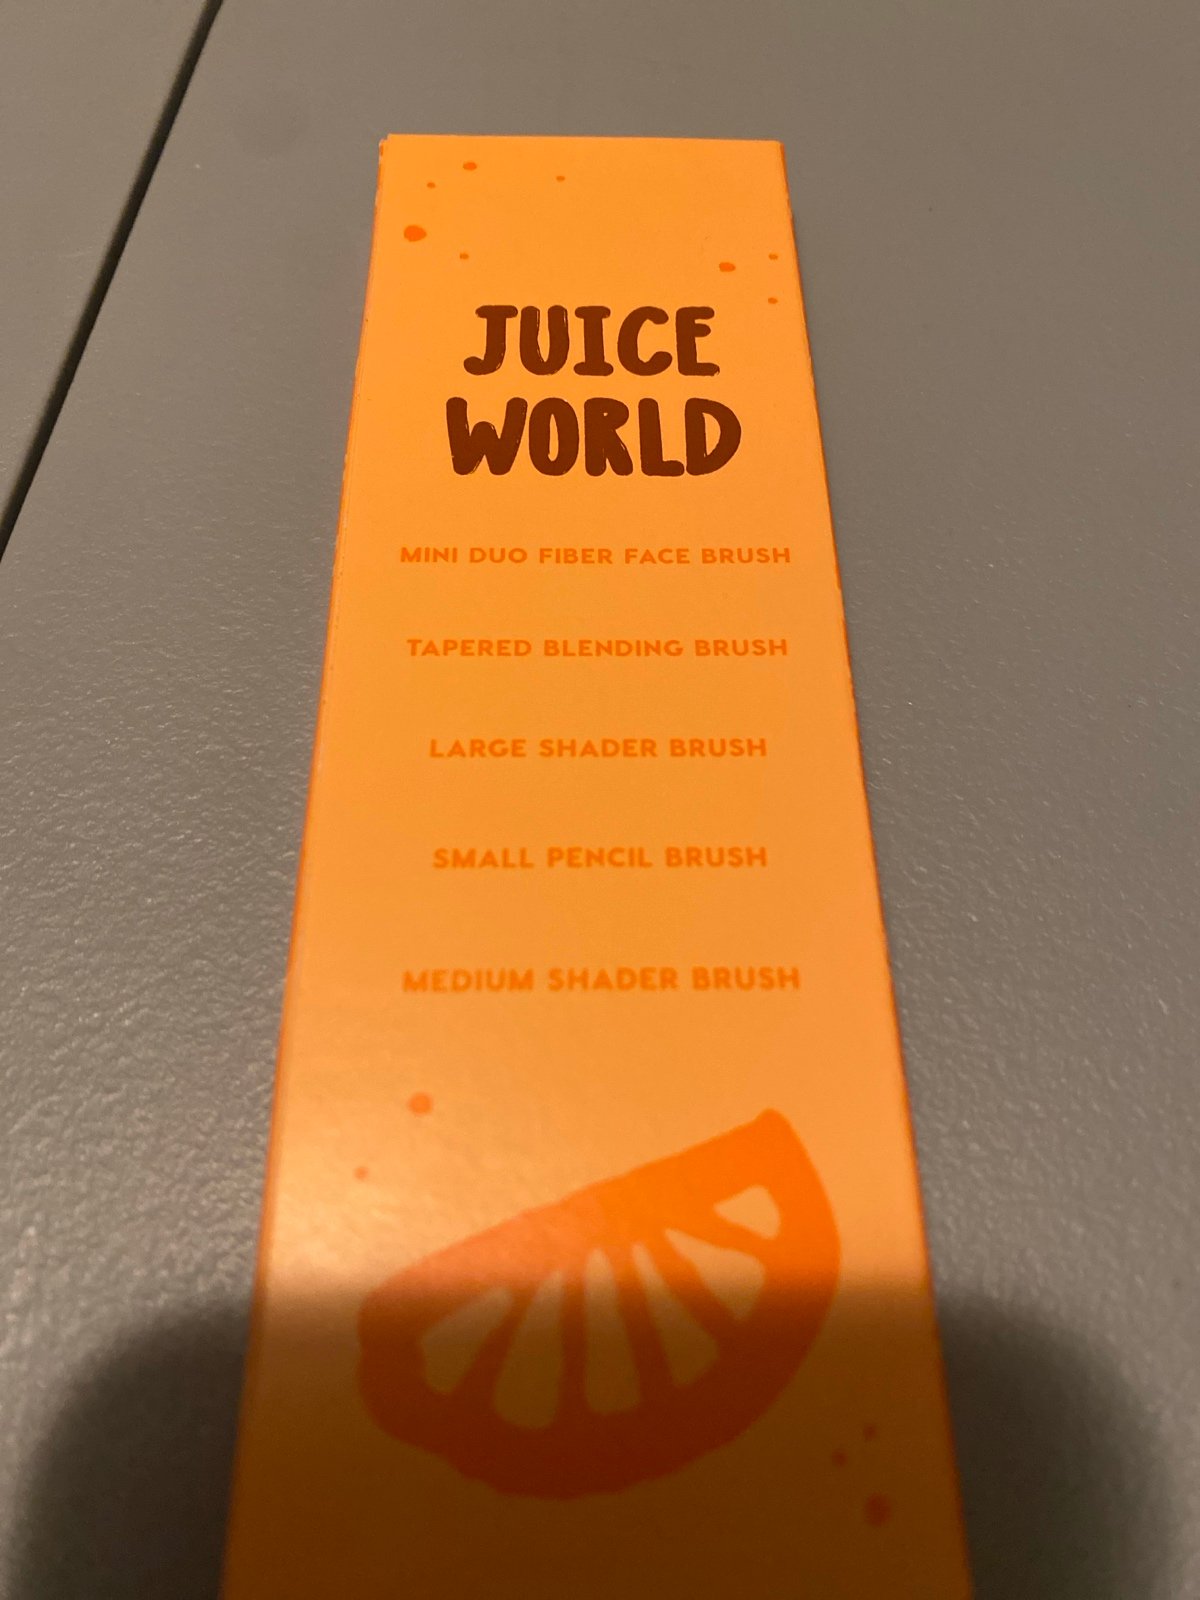 JUICE
WORLD
MINI DUO FIBER FACE BRUSH
TAPERED BLENDING BRUSH
LARGE SHADER BRUSH
SMALL PENCIL BRUSH
MEDIUM SHADER BRUSH